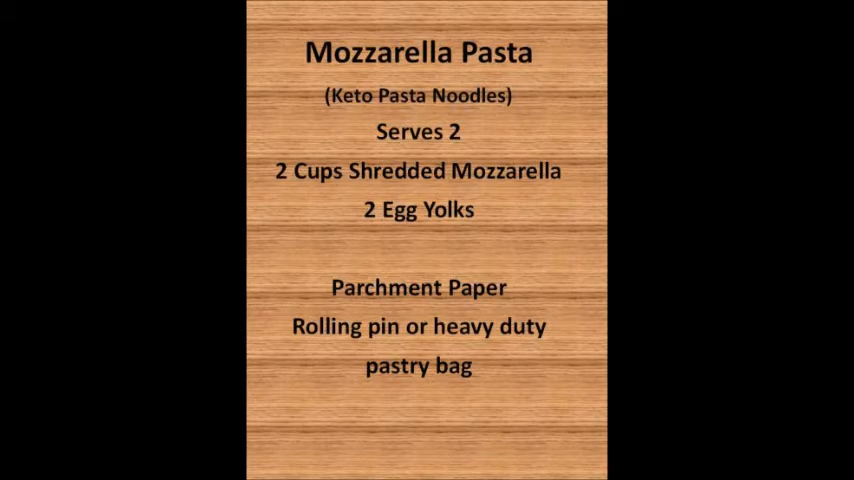 Mozzarella Pasta
(Keto Pasta Noodles)
Serves 2
2 Cups Shredded Mozzarella
2 Egg Yolks
Parchment Paper
Rolling pin or heavy duty
pastry bag